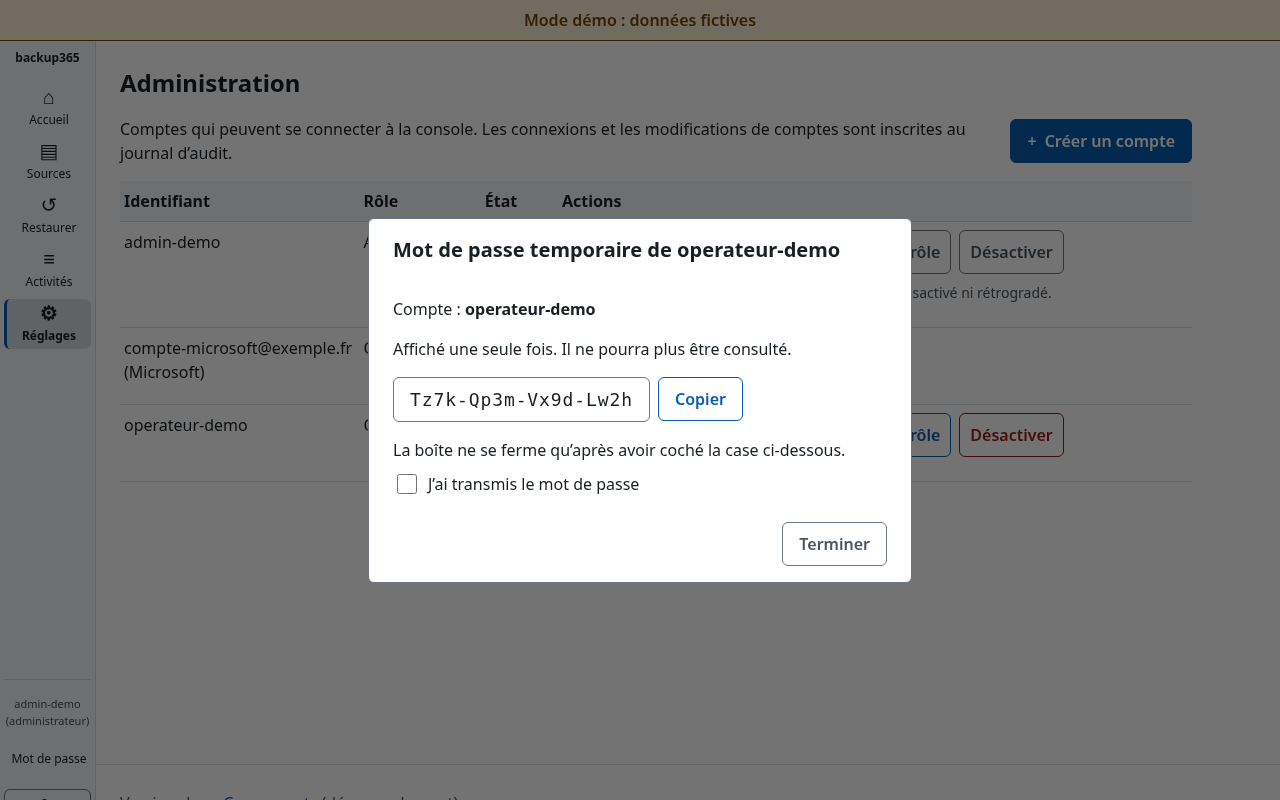 Mode démo : données fictives
backup365
Accueil
Sources
Restaurer
Activités
Réglages
admin-demo
(administrateur)
Mot de passe
Administration
Comptes qui peuvent se connecter à la console. Les connexions et les modifications de comptes sont inscrites au
journal d’audit.
+ Créer un compte
Identifiant Rôle État Actions
admin-demo
rôle Désactiver
ni rétrogradé.
compte-microsoft@exemple.fr
(Microsoft)
operateur-demo
rôle Désactiver
Mot de passe temporaire de operateur-demo
Compte : operateur-demo
Affiché une seule fois. Il ne pourra plus être consulté.
Tz7k-Qp3m-Vx9d-Lw2h Copier
La boîte ne se ferme qu’après avoir coché la case ci-dessous.
J’ai transmis le mot de passe
Terminer